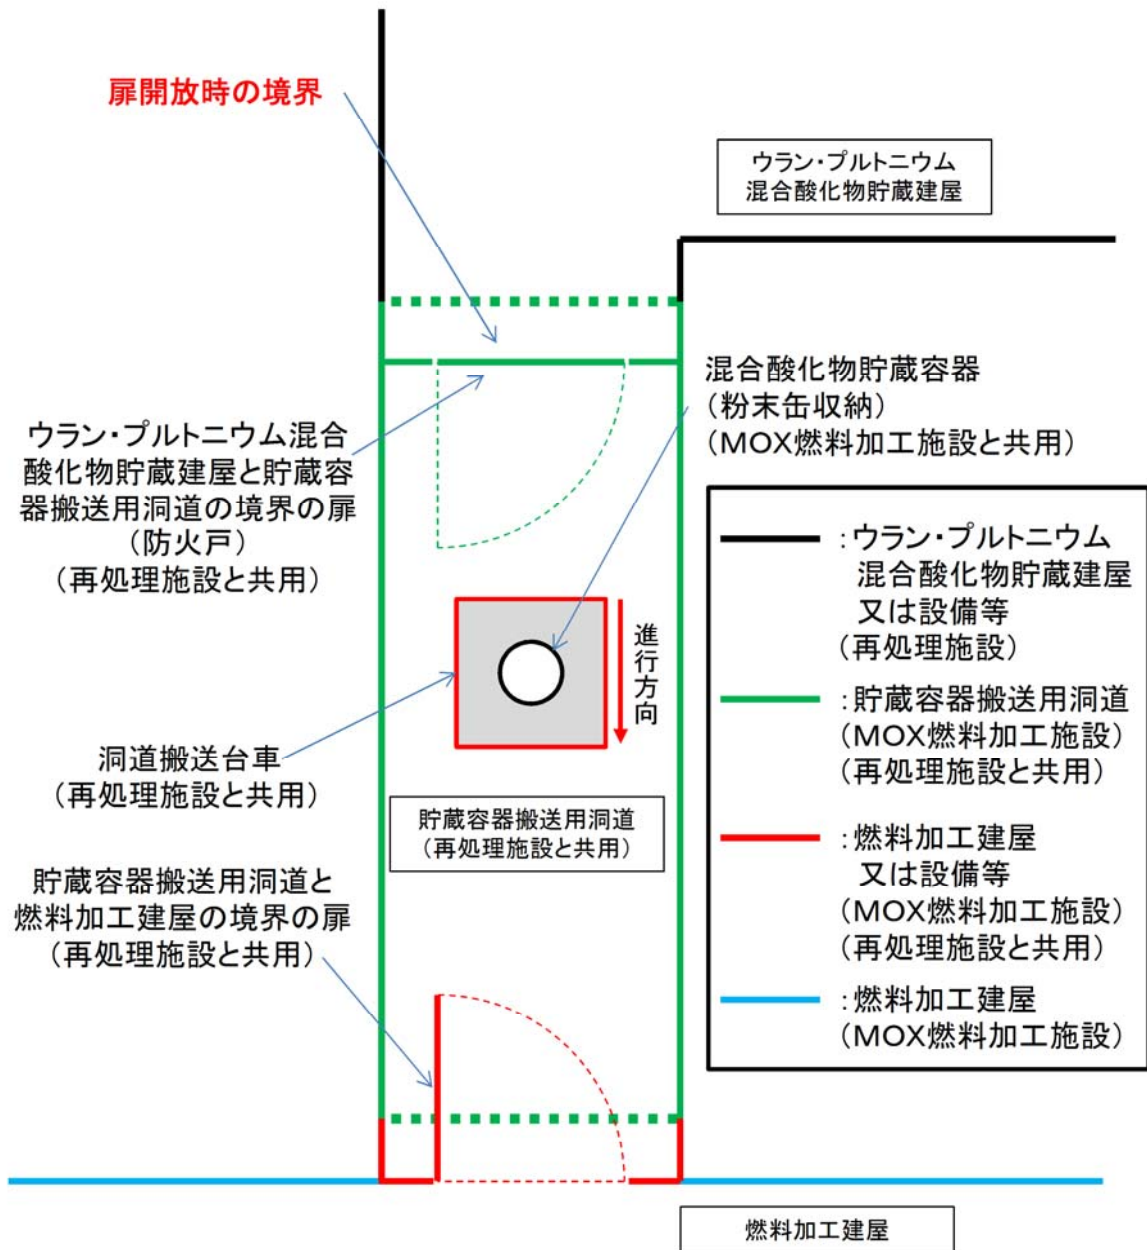 扉開放時の境界
ウラン・プルトニウム
混合酸化物貯蔵建屋
混合酸化物貯蔵容器
（粉末缶収納）
（MOX燃料加工施設と共用）
ウラン・プルトニウム混合
酸化物貯蔵建屋と貯蔵容
器搬送用洞道の境界の扉
（防火戸）
（再処理施設と共用）
進行方向
洞道搬送台車
（再処理施設と共用）
貯蔵容器搬送用洞道
（再処理施設と共用）
貯蔵容器搬送用洞道と
燃料加工建屋の境界の扉
（再処理施設と共用）
：ウラン・プルトニウム
混合酸化物貯蔵建屋
又は設備等
（再処理施設）
：貯蔵容器搬送用洞道
（MOX燃料加工施設）
（再処理施設と共用）
：燃料加工建屋
又は設備等
（MOX燃料加工施設）
（再処理施設と共用）
：燃料加工建屋
（MOX燃料加工施設）
燃料加工建屋